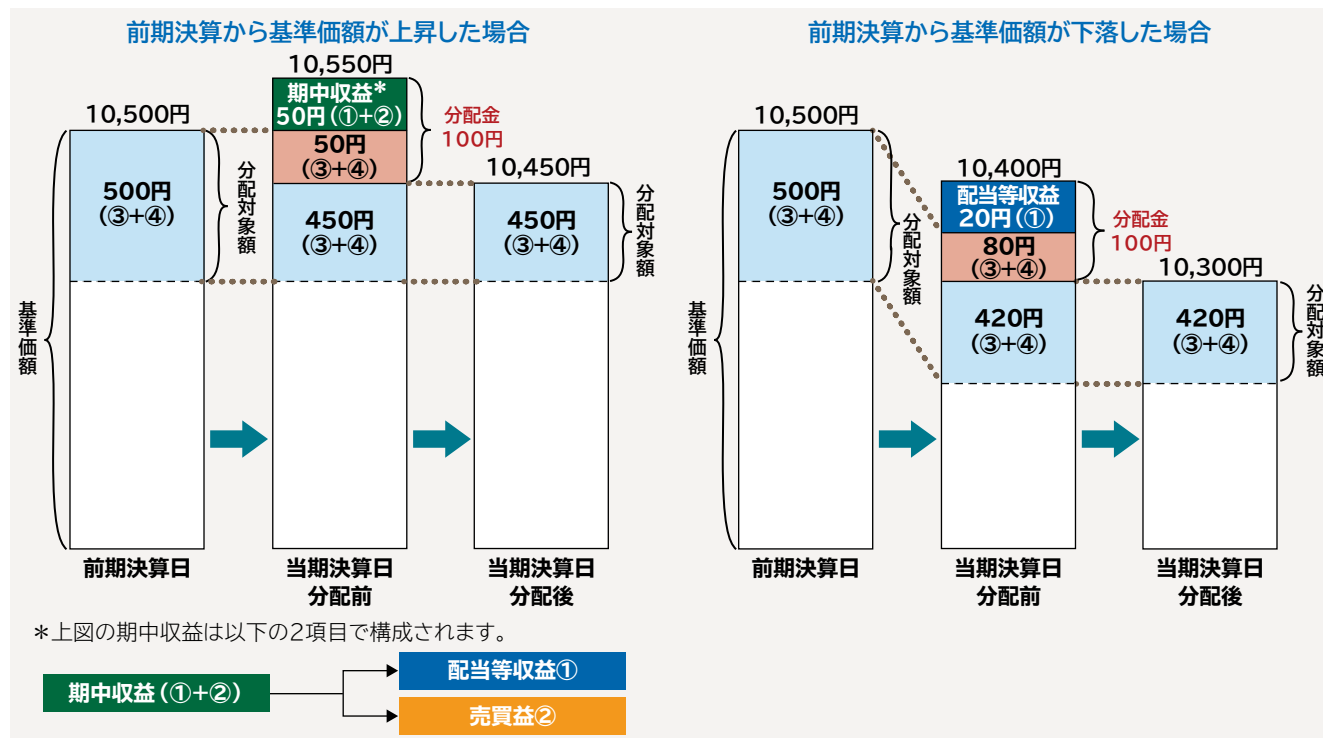 前期決算から基準価額が上昇した場合
10,500円
500円
(③+④)
分配対象額
基準価額
前期決算日
10,550円
期中収益*
50円(①+②)
50円
(③+④)
450円
(③+④)
分配金
100円
当期決算日
分配前
10,450円
450円
(③+④)
分配対象額
当期決算日
分配後
*上図の期中収益は以下の2項目で構成されます。
期中収益(①+②)
配当等収益①
売買益②
前期決算から基準価額が下落した場合
10,500円
500円
(③+④)
分配対象額
基準価額
前期決算日
10,400円
配当等収益
20円(①)
80円
(③+④)
420円
(③+④)
分配金
100円
当期決算日
分配前
10,300円
420円
(③+④)
分配対象額
当期決算日
分配後